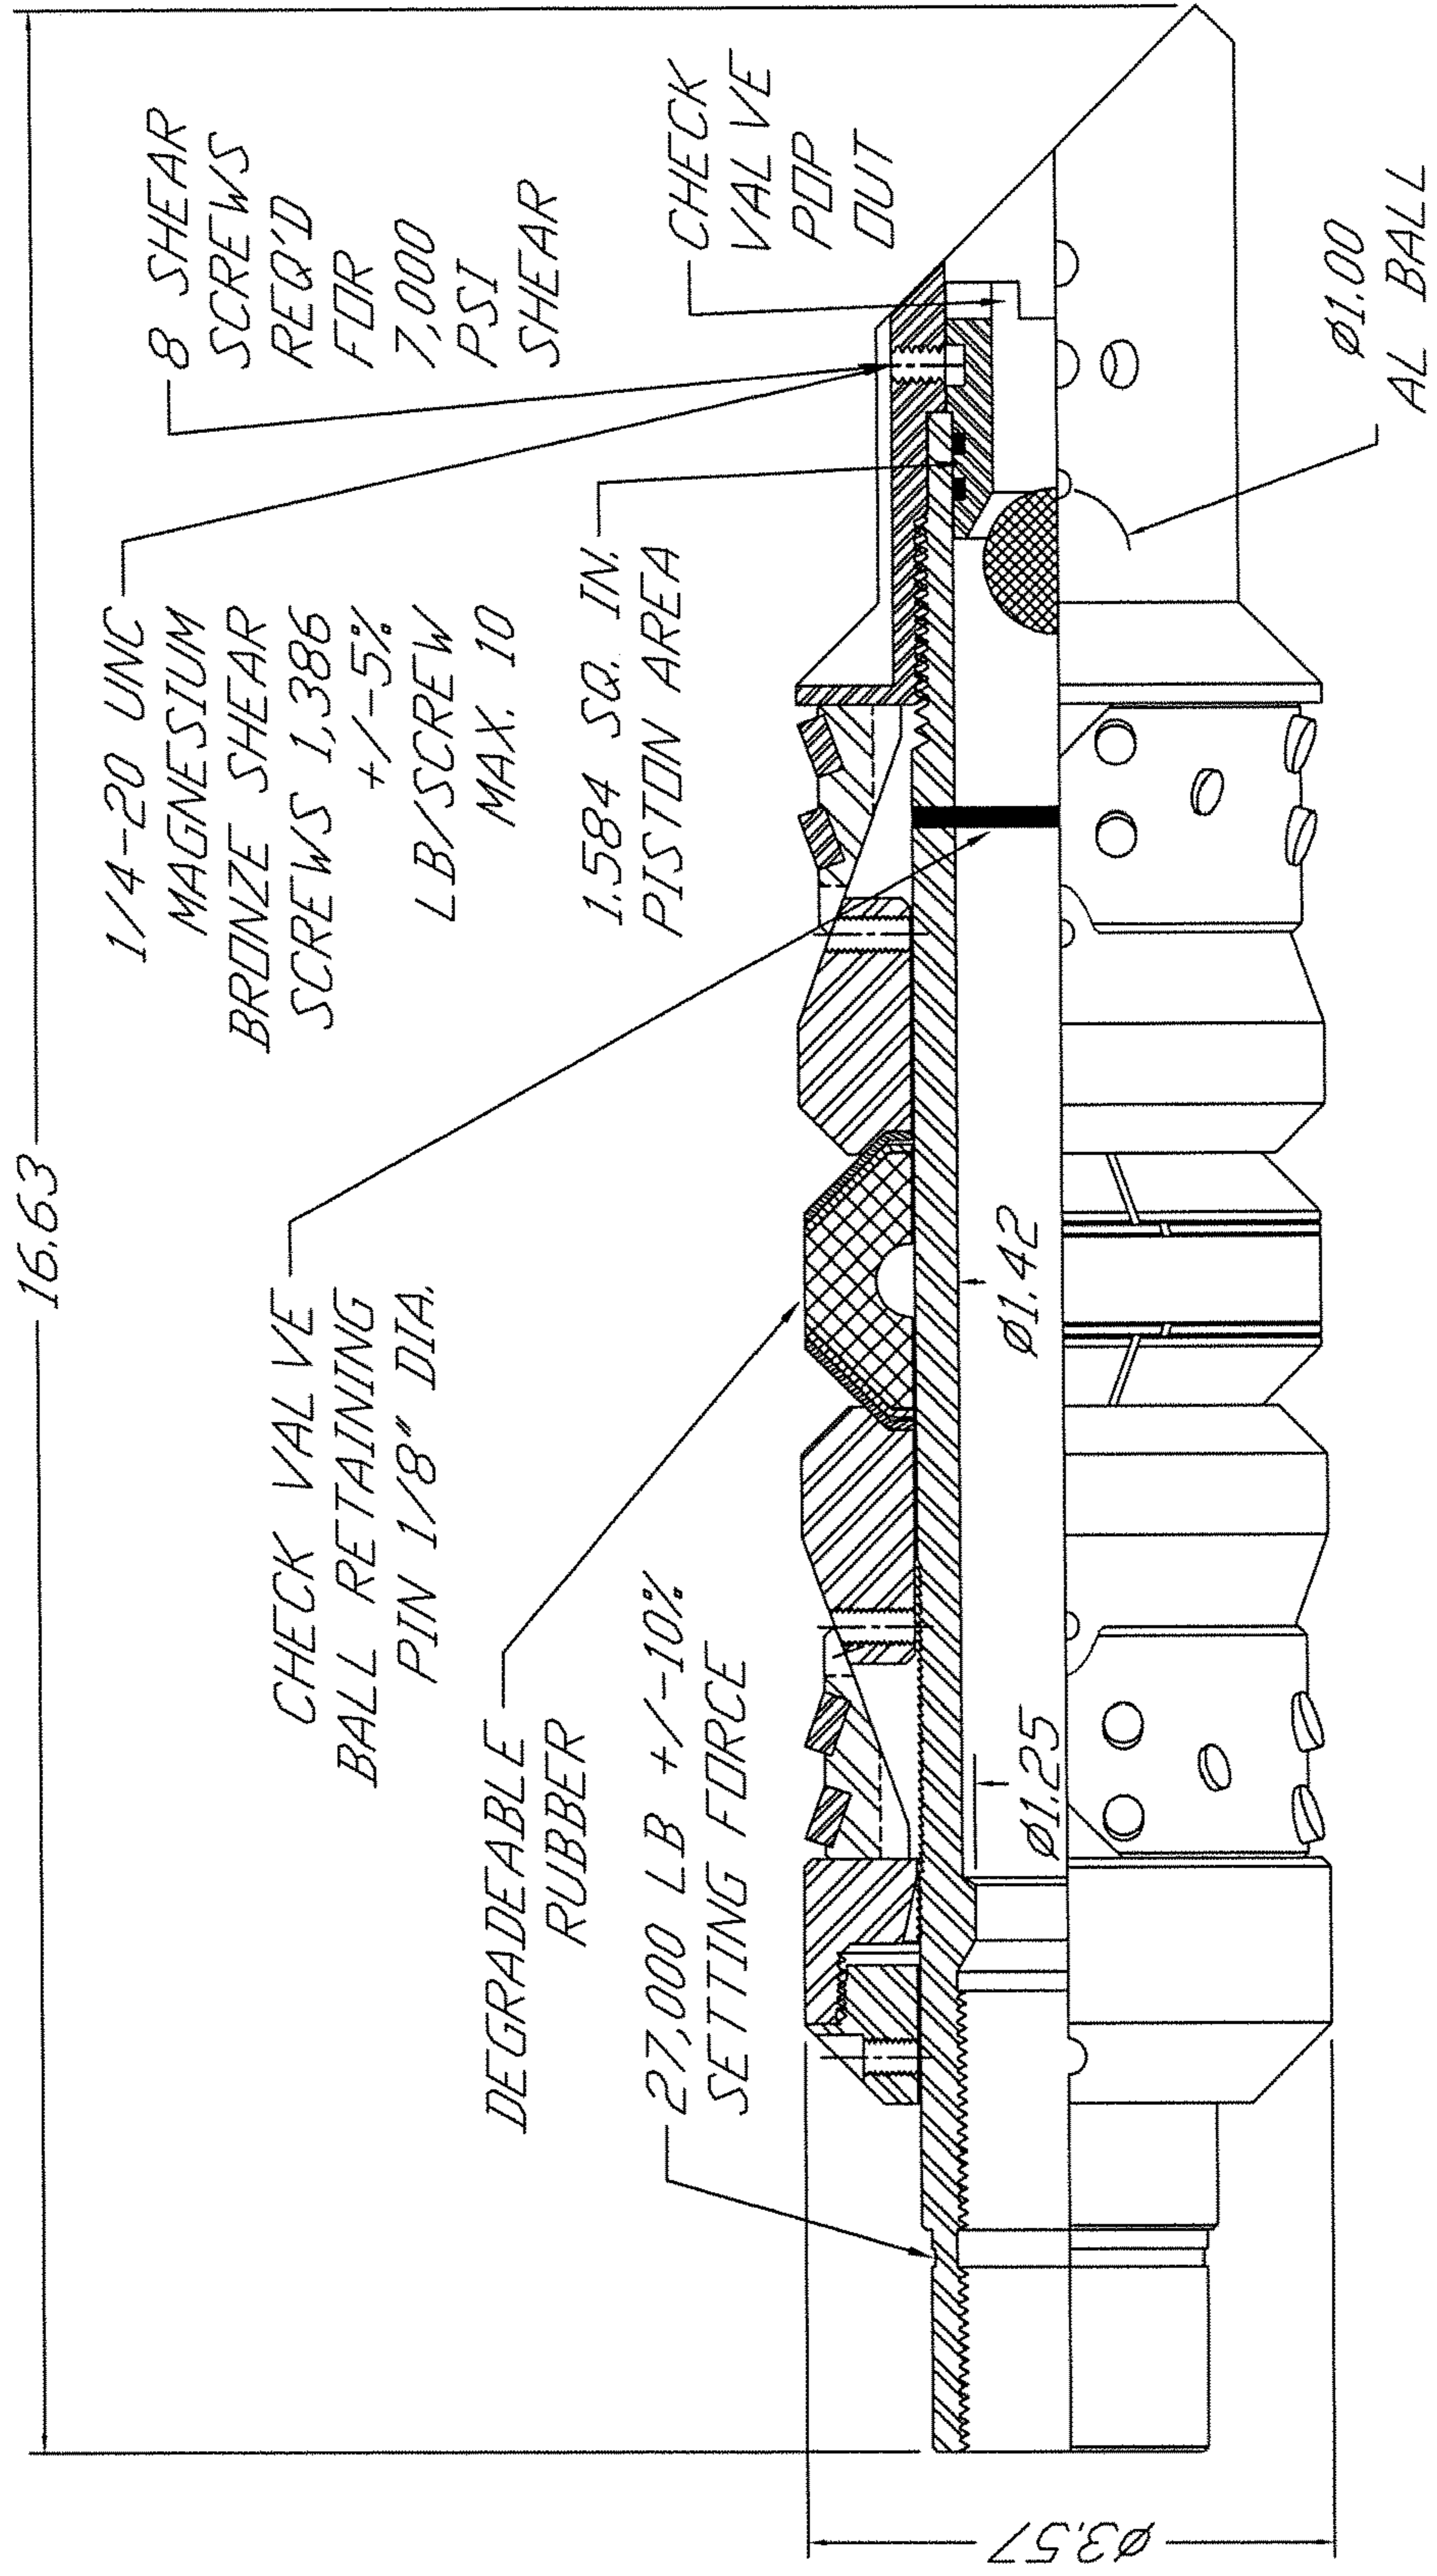 16.63
8 SHEAR
SCREWS
REQ'D
FOR
7,000
PSI
SHEAR
1/4-20 UNC
MAGNESIUM
BRONZE SHEAR
SCREWS 1,386
+/-5%
LB/SCREW
MAX. 10
CHECK
VALVE
POP
OUT
1.584 SQ. IN.
PISTON AREA
CHECK VALVE
BALL RETAINING
PIN 1/8" DIA.
DEGRADEABLE
RUBBER
27,000 LB +/-10%
SETTING FORCE
Ø3.57
Ø1.25
Ø1.42
Ø1.00
AL BALL